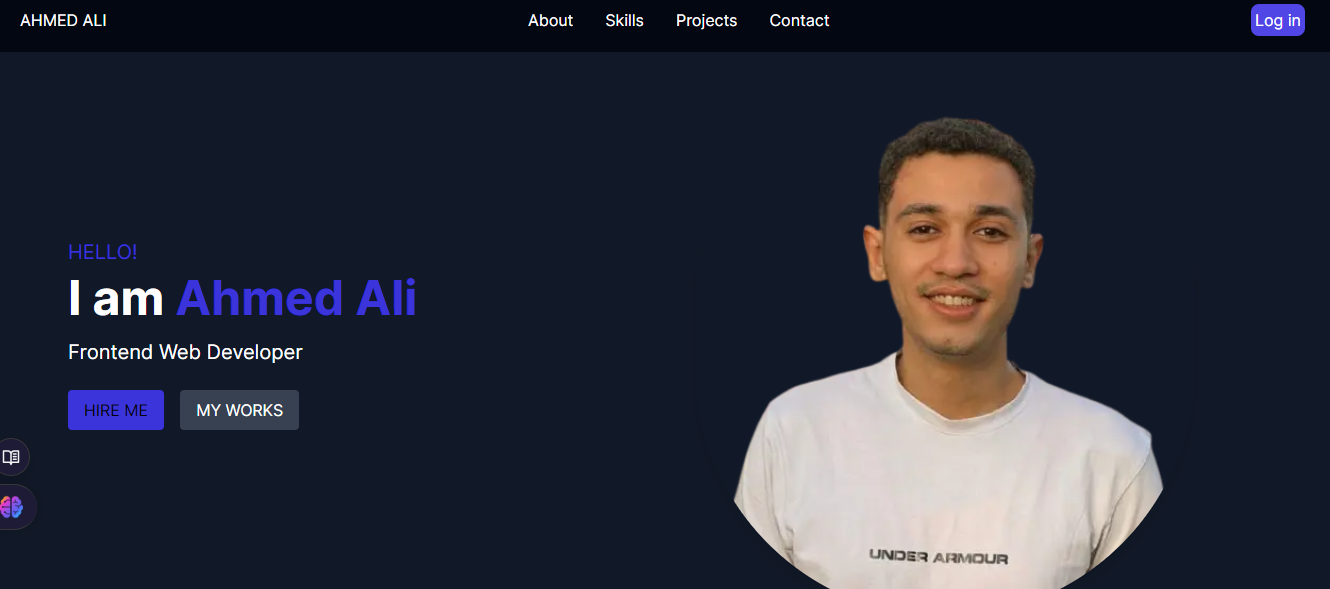 AHMED ALI
About Skills Projects Contact
Log in
HELLO!
I am Ahmed Ali
Frontend Web Developer
HIRE ME
MY WORKS
UNDER ARMOUR